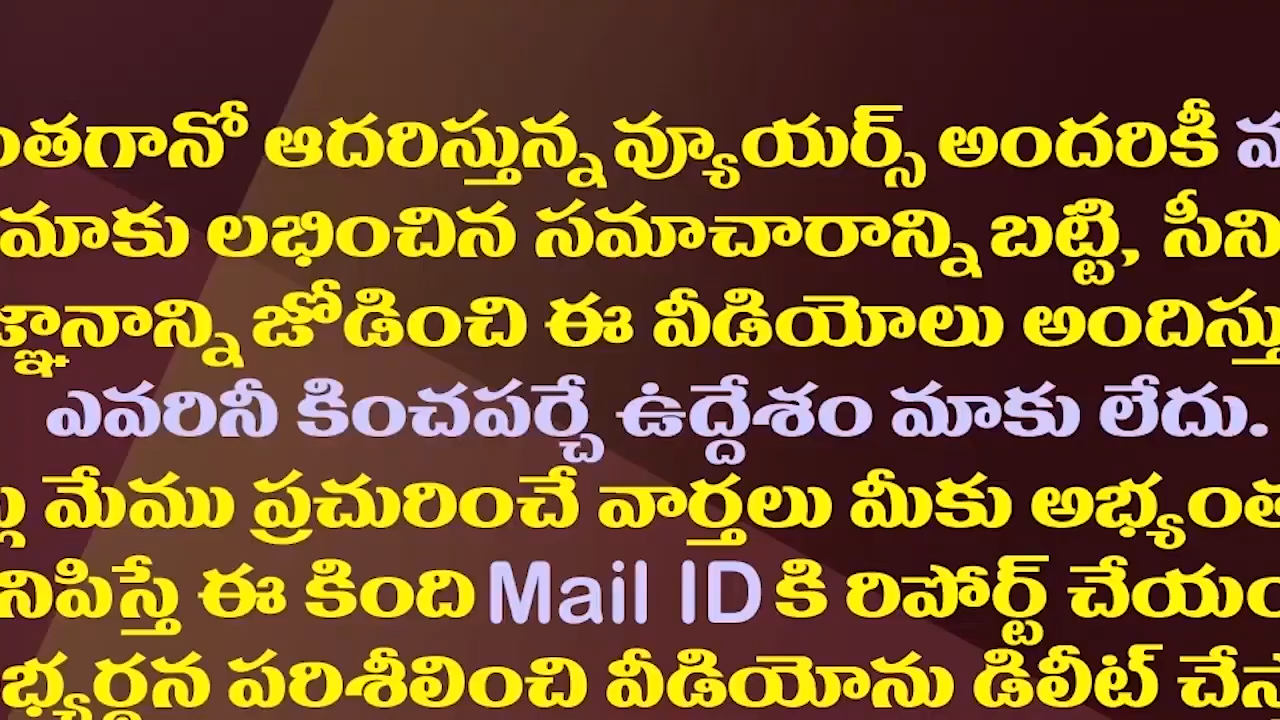 ఆదరిస్తున్న వ్యూయర్స్ అందరికీ
మాకు లభించిన సమాచారాన్ని బట్టి,
జోడించి ఈ వీడియోలు
ఎవరినీ కించపర్చే ఉద్దేశం మాకు లేదు.
మేము ప్రచురించే వార్తలు మీకు
ఈ కింది Mail ID కి రిపోర్ట్
పరిశీలించి వీడియోను డిలీట్